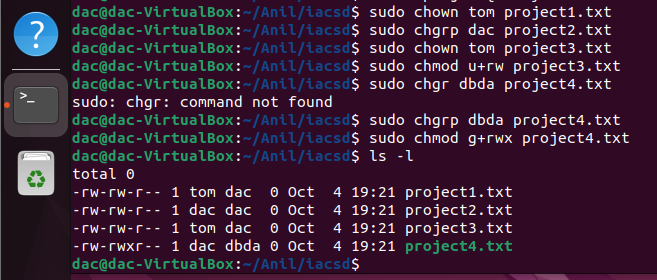 dac@dac-VirtualBox:~/Anil/iacsd$ sudo chown tom project1.txt
dac@dac-VirtualBox:~/Anil/iacsd$ sudo chgrp dac project2.txt
dac@dac-VirtualBox:~/Anil/iacsd$ sudo chown tom project3.txt
dac@dac-VirtualBox:~/Anil/iacsd$ sudo chmod u+rw project3.txt
dac@dac-VirtualBox:~/Anil/iacsd$ sudo chgr dbda project4.txt
sudo: chgr: command not found
dac@dac-VirtualBox:~/Anil/iacsd$ sudo chgrp dbda project4.txt
dac@dac-VirtualBox:~/Anil/iacsd$ sudo chmod g+rwx project4.txt
dac@dac-VirtualBox:~/Anil/iacsd$ ls -l
total 0
-rw-rw-r-- 1 tom dac  0 Oct  4 19:21 project1.txt
-rw-rw-r-- 1 dac dac  0 Oct  4 19:21 project2.txt
-rw-rw-r-- 1 tom dac  0 Oct  4 19:21 project3.txt
-rw-rwxr-- 1 dac dbda 0 Oct  4 19:21 project4.txt
dac@dac-VirtualBox:~/Anil/iacsd$